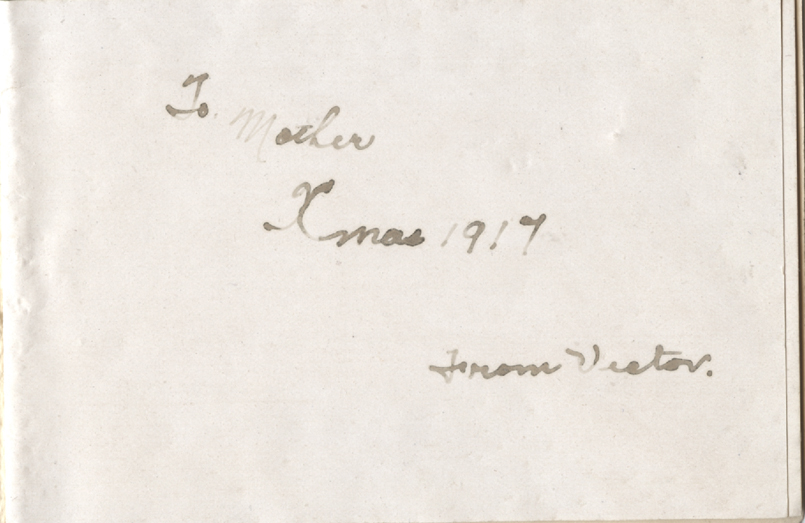 To Mother
Xmas 1917
From Victor.